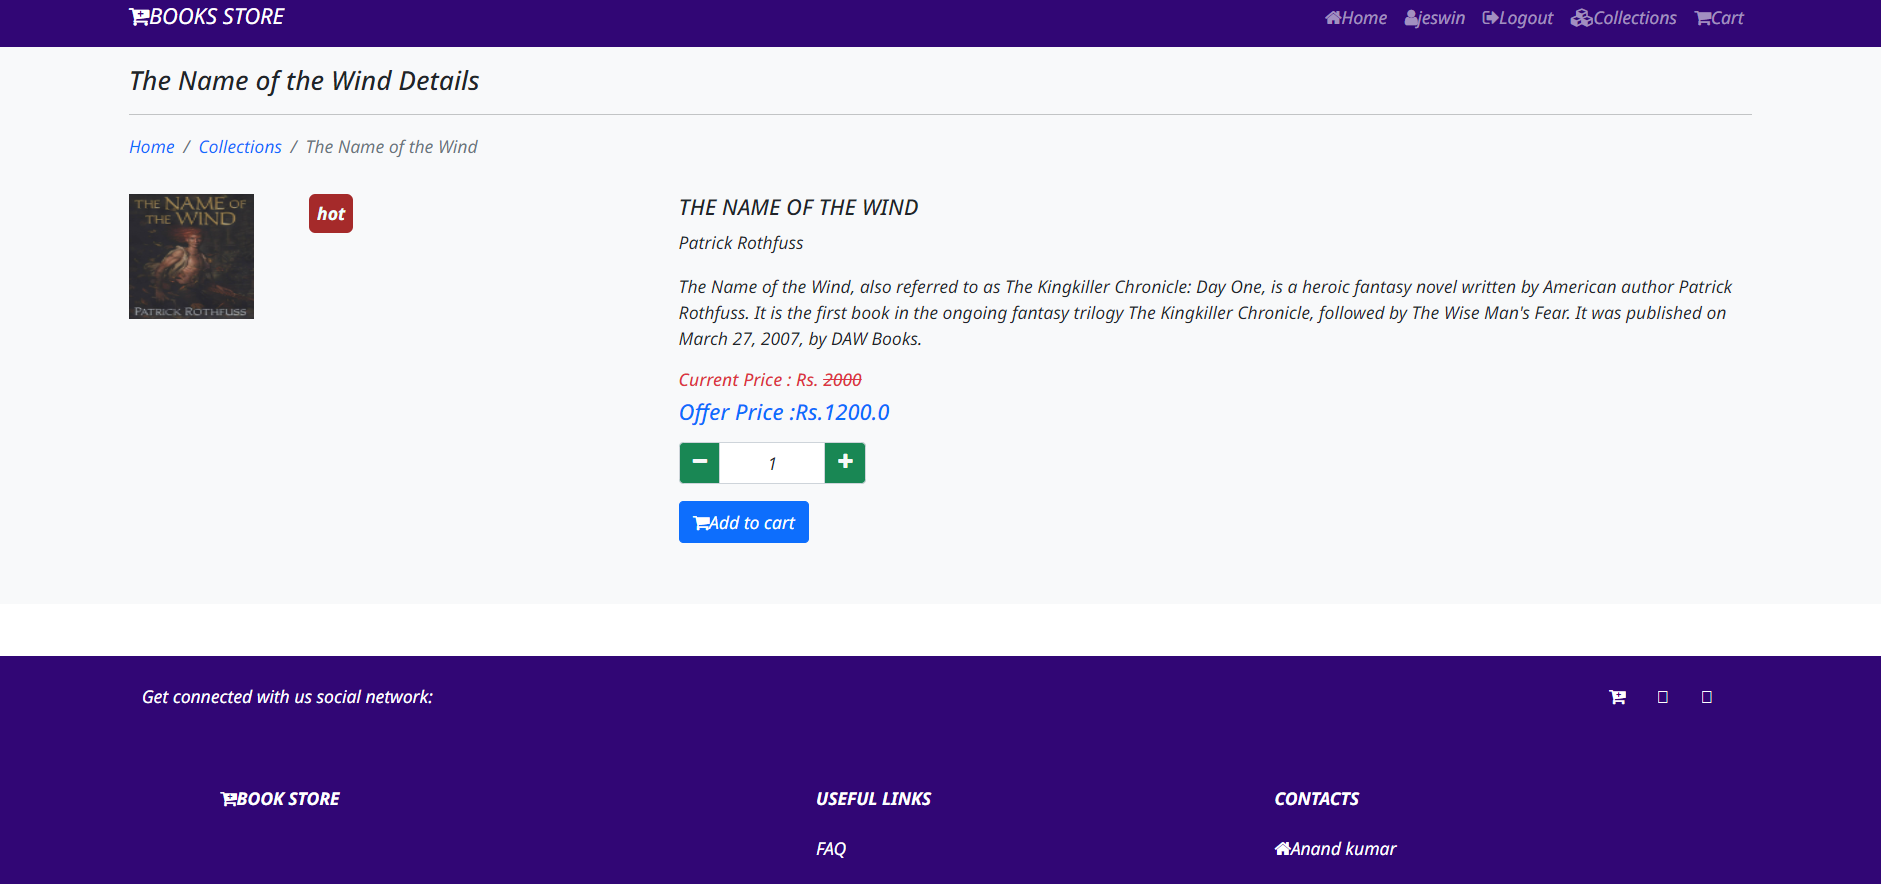 BOOKS STORE
Home jeswin Logout Collections Cart
The Name of the Wind Details
Home / Collections / The Name of the Wind
THE NAME OF
THE WIND
PATRICK ROTHFUSS
hot
THE NAME OF THE WIND
Patrick Rothfuss
The Name of the Wind, also referred to as The Kingkiller Chronicle: Day One, is a heroic fantasy novel written by American author Patrick
Rothfuss. It is the first book in the ongoing fantasy trilogy The Kingkiller Chronicle, followed by The Wise Man's Fear. It was published on
March 27, 2007, by DAW Books.
Current Price : Rs. 2000
Offer Price :Rs.1200.0
1
Add to cart
Get connected with us social network:
BOOK STORE
USEFUL LINKS
FAQ
CONTACTS
Anand kumar